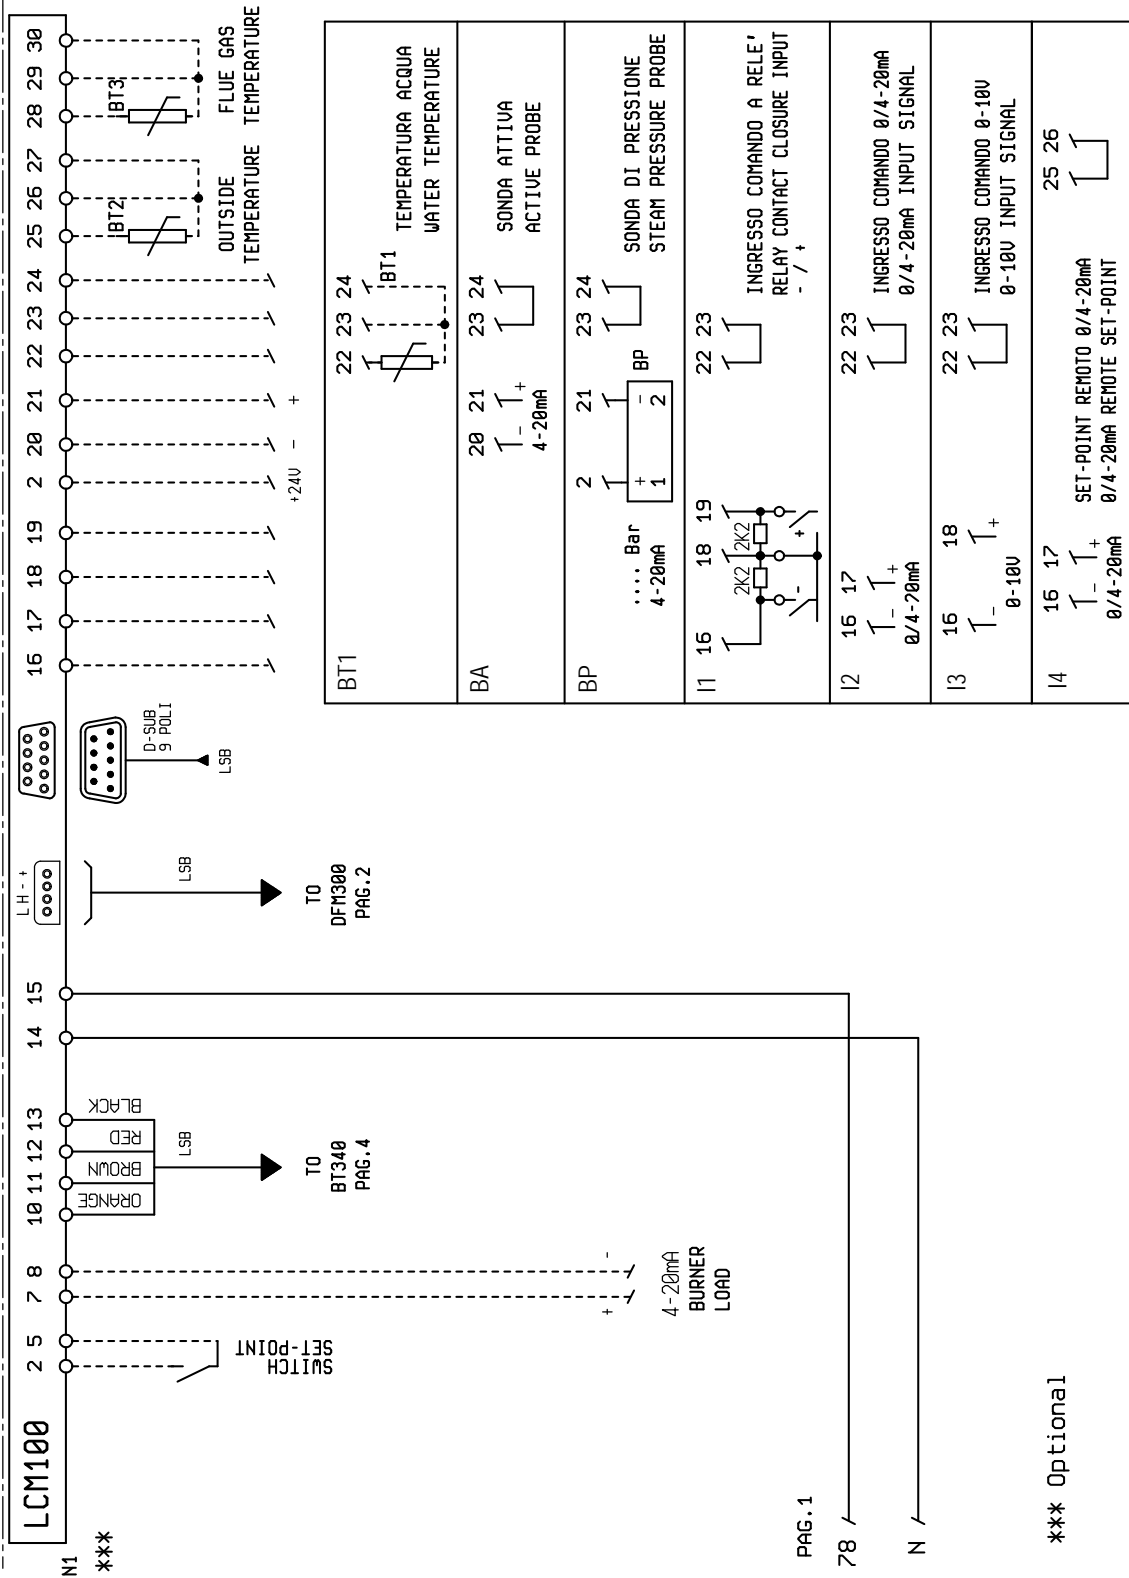 LCM100
2 5 7 8 10 11 12 13 14 15
16 17 18 19 2 20 21 22 23 24 25 26 27 28 29 30
N1
***
SWITCH
SET-POINT
+ -
4-20mA
BURNER
LOAD
ORANGE
BROWN
RED
BLACK
LSB
TO
BT340
PAG.4
L H - +
LSB
TO
DFM300
PAG.2
D-SUB
9 POLI
LSB
+24V - +
BT2
OUTSIDE
TEMPERATURE
BT3
FLUE GAS
TEMPERATURE
PAG.1
78
N
*** Optional
BT1
22 23 24
BT1
TEMPERATURA ACQUA
WATER TEMPERATURE
BA
20 21 23 24
- +
4-20mA
SONDA ATTIVA
ACTIVE PROBE
BP
.... Bar
4-20mA
2 21 23 24
+ -
1 2
BP
SONDA DI PRESSIONE
STEAM PRESSURE PROBE
I1
16 18 19 22 23
2K2 2K2
- +
INGRESSO COMANDO A RELE'
RELAY CONTACT CLOSURE INPUT
- / +
I2
16 17 22 23
- +
0/4-20mA
INGRESSO COMANDO 0/4-20mA
0/4-20mA INPUT SIGNAL
I3
16 18 22 23
- +
0-10V
INGRESSO COMANDO 0-10V
0-10V INPUT SIGNAL
I4
16 17 25 26
- +
0/4-20mA
SET-POINT REMOTO 0/4-20mA
0/4-20mA REMOTE SET-POINT